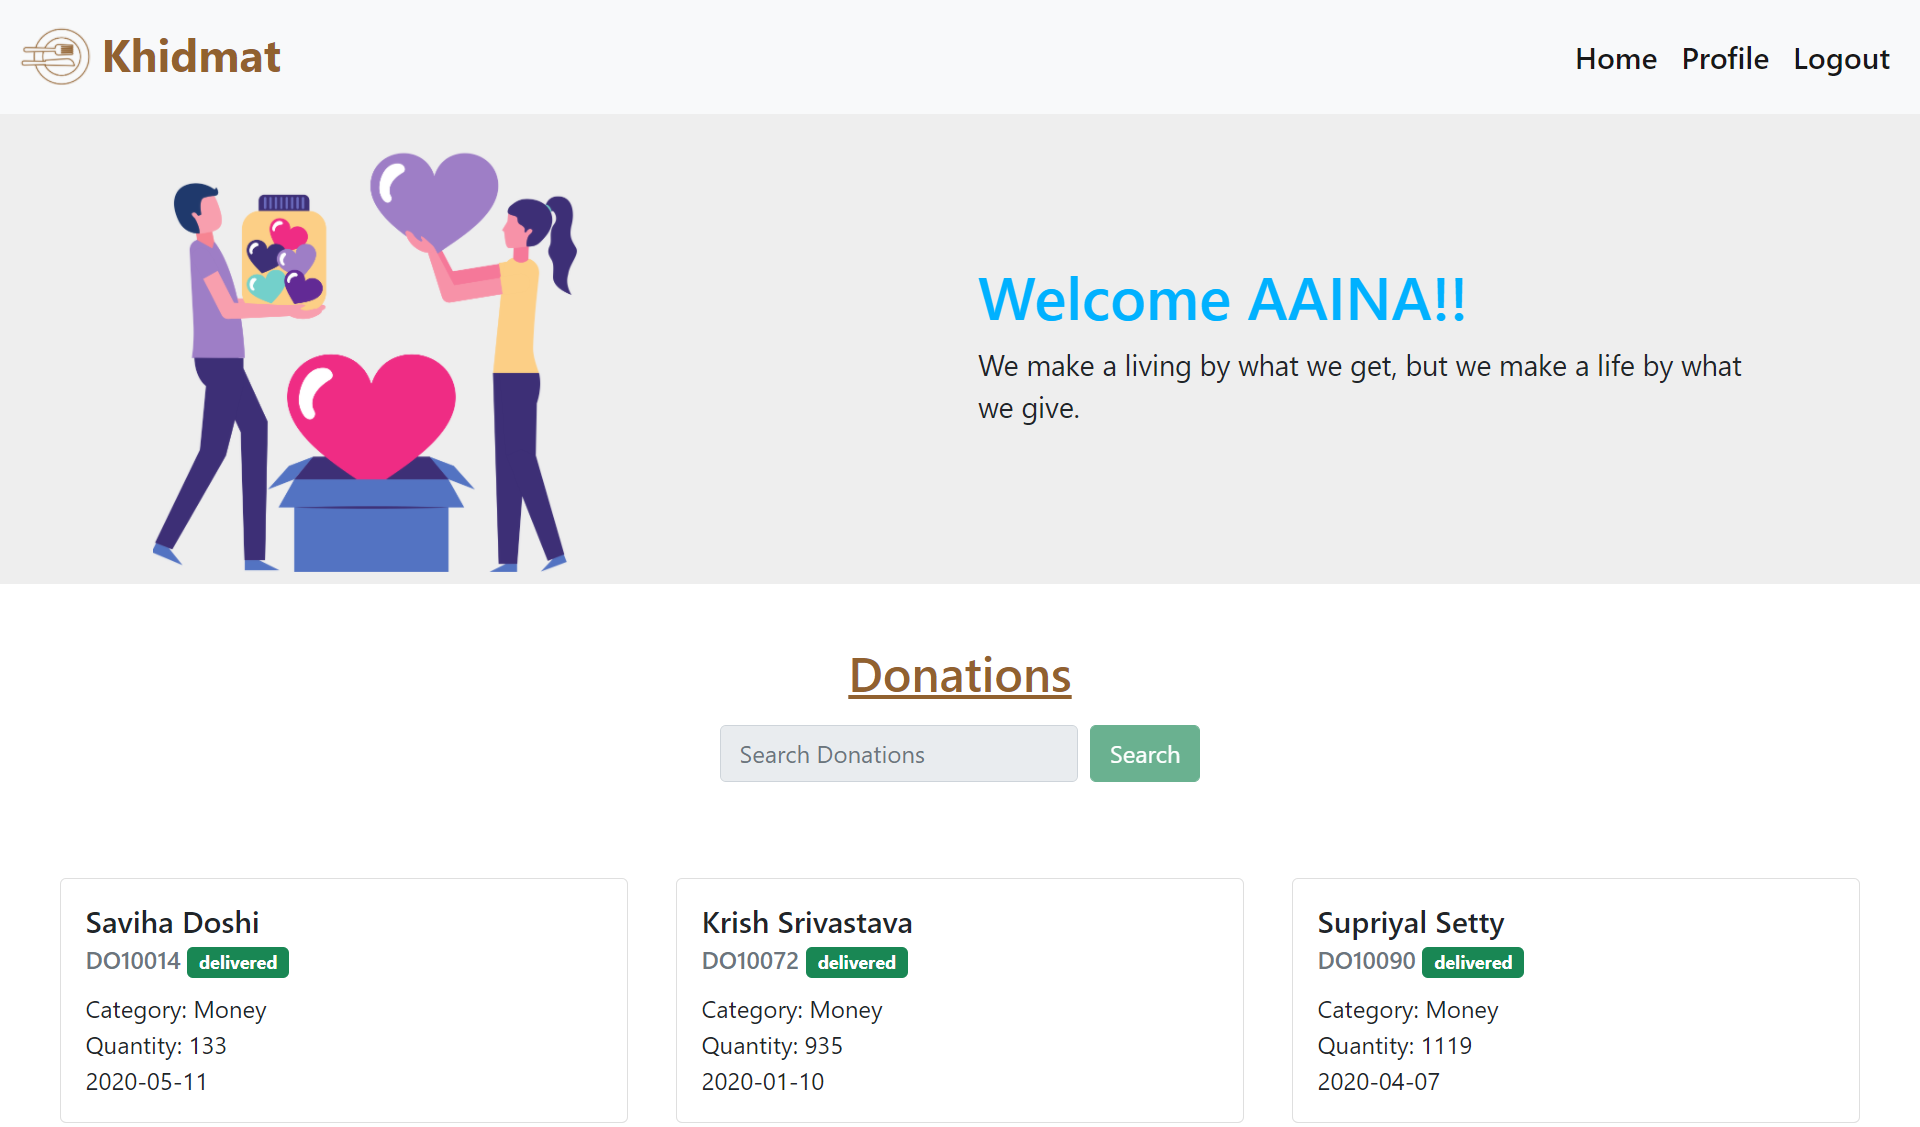 Khidmat
Home Profile Logout
Welcome AAINA!!
We make a living by what we get, but we make a life by what
we give.
Donations
Search Donations
Search
Saviha Doshi
DO10014 delivered
Category: Money
Quantity: 133
2020-05-11
Krish Srivastava
DO10072 delivered
Category: Money
Quantity: 935
2020-01-10
Supriyal Setty
DO10090 delivered
Category: Money
Quantity: 1119
2020-04-07